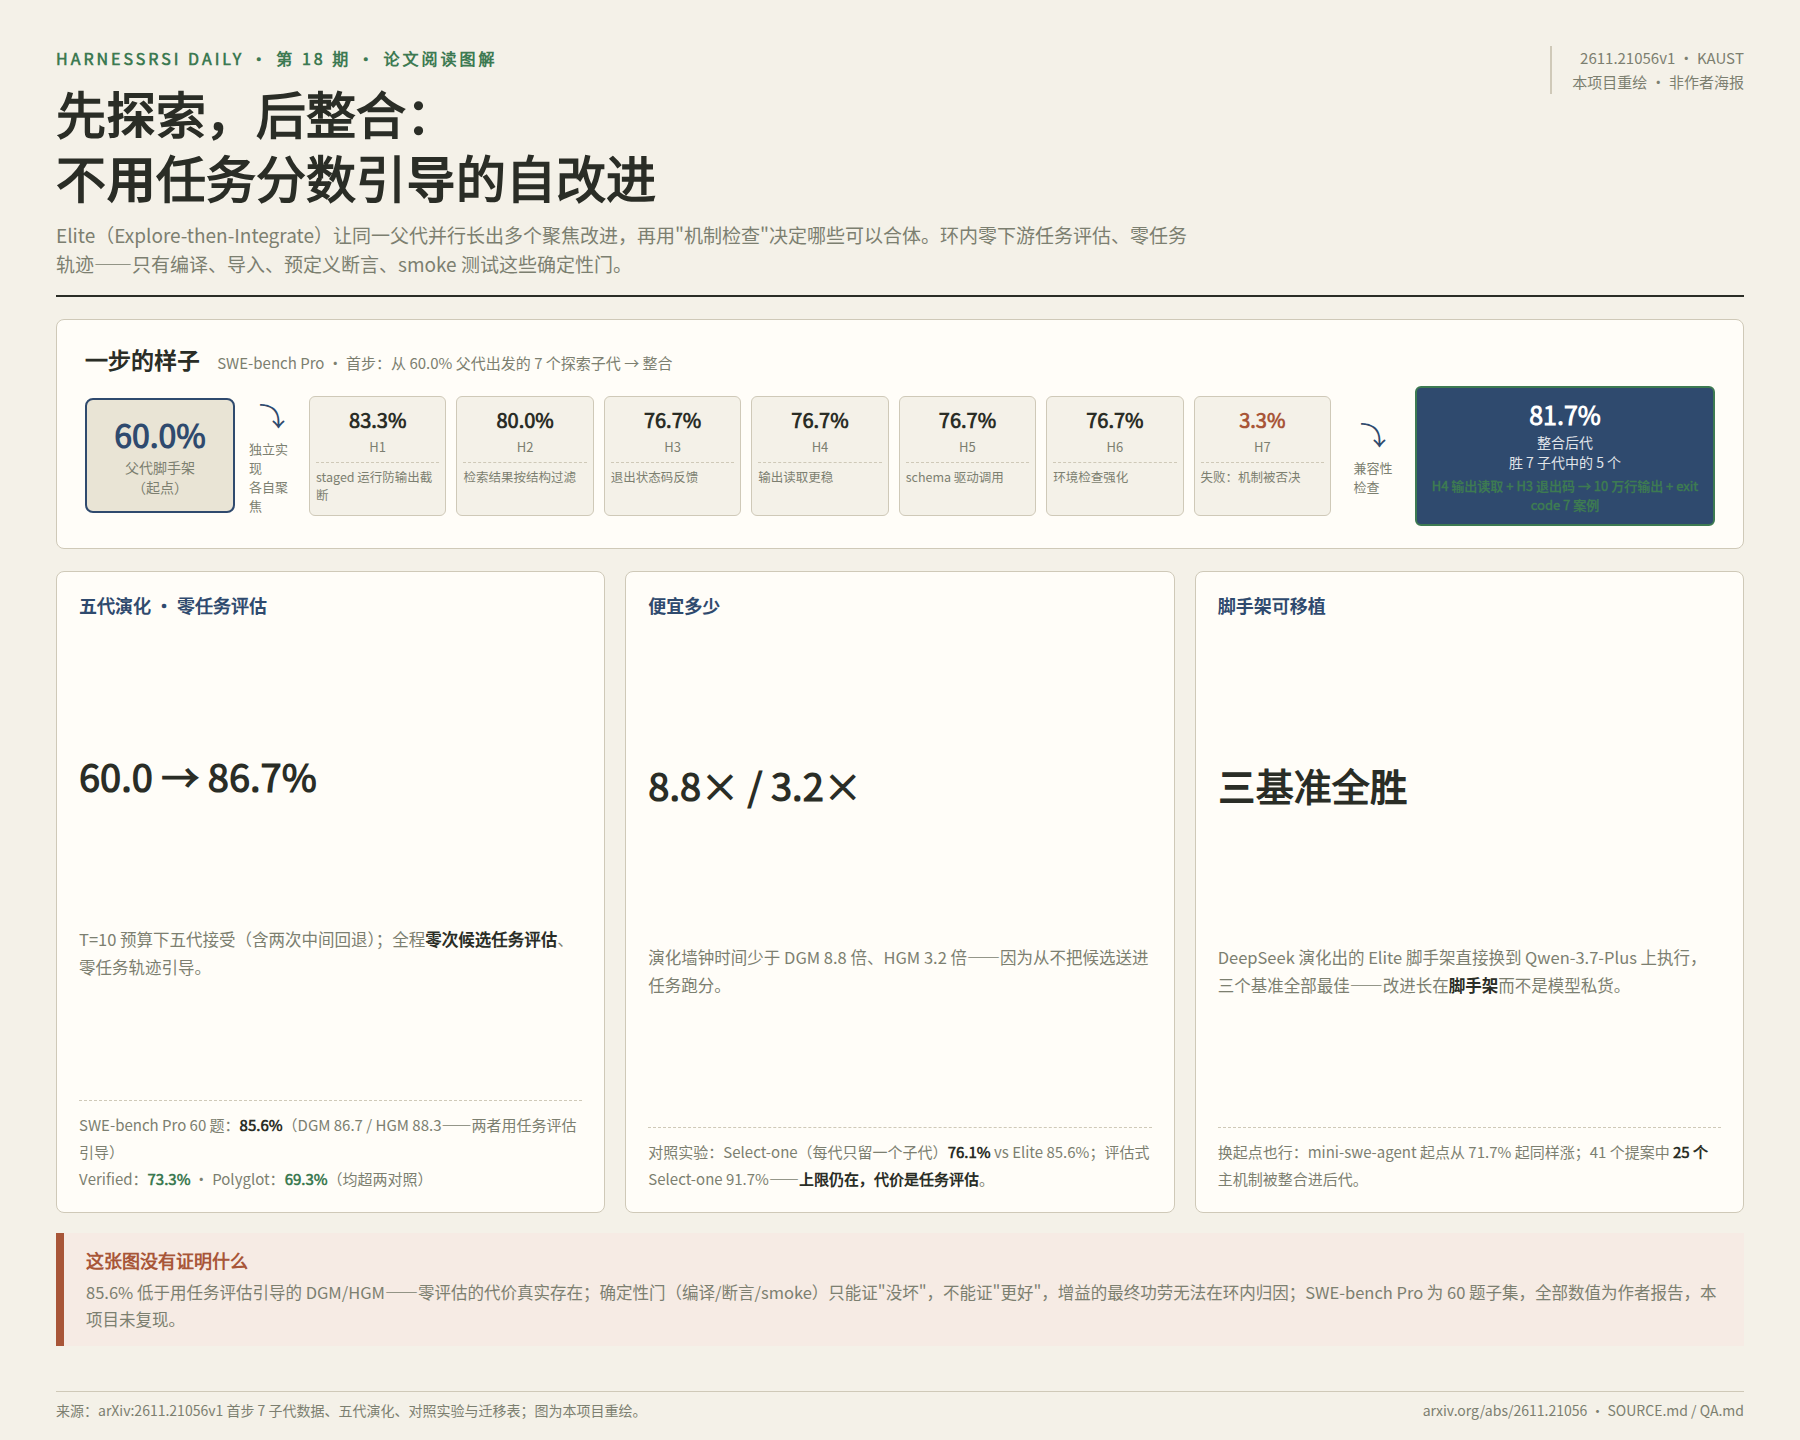 HARNESSRSI DAILY · 第 18 期 · 论文阅读图解
2611.21056v1 · KAUST
本项目重绘 · 非作者海报
先探索，后整合：
不用任务分数引导的自改进
Elite（Explore-then-Integrate）让同一父代并行长出多个聚焦改进，再用"机制检查"决定哪些可以合体。环内零下游任务评估、零任务
轨迹——只有编译、导入、预定义断言、smoke 测试这些确定性门。
一步的样子 SWE-bench Pro · 首步：从 60.0% 父代出发的 7 个探索子代 → 整合
60.0%
父代脚手架
（起点）
⤵
独立实
现
各自聚
焦
83.3%
H1
staged 运行防输出截
断
80.0%
H2
检索结果按结构过滤
76.7%
H3
退出状态码反馈
76.7%
H4
输出读取更稳
76.7%
H5
schema 驱动调用
76.7%
H6
环境检查强化
3.3%
H7
失败：机制被否决
⤵
兼容性
检查
81.7%
整合后代
胜 7 子代中的 5 个
H4 输出读取 + H3 退出码 → 10 万行输出 + exit
code 7 案例
五代演化 · 零任务评估
60.0 → 86.7%
T=10 预算下五代接受（含两次中间回退）；全程零次候选任务评估、
零任务轨迹引导。
SWE-bench Pro 60 题：85.6%（DGM 86.7 / HGM 88.3——两者用任务评估
引导）
Verified：73.3% · Polyglot：69.3%（均超两对照）
便宜多少
8.8× / 3.2×
演化墙钟时间少于 DGM 8.8 倍、HGM 3.2 倍——因为从不把候选送进
任务跑分。
对照实验：Select-one（每代只留一个子代）76.1% vs Elite 85.6%；评估式
Select-one 91.7%——上限仍在，代价是任务评估。
脚手架可移植
三基准全胜
DeepSeek 演化出的 Elite 脚手架直接换到 Qwen-3.7-Plus 上执行，
三个基准全部最佳——改进长在脚手架而不是模型私货。
换起点也行：mini-swe-agent 起点从 71.7% 起同样涨；41 个提案中 25 个
主机制被整合进后代。
这张图没有证明什么
85.6% 低于用任务评估引导的 DGM/HGM——零评估的代价真实存在；确定性门（编译/断言/smoke）只能证"没坏"，不能证"更好"，增益的最终功劳无法在环内归因；SWE-bench Pro 为 60 题子集，全部数值为作者报告，本
项目未复现。
来源：arXiv:2611.21056v1 首步 7 子代数据、五代演化、对照实验与迁移表；图为本项目重绘。
arxiv.org/abs/2611.21056 · SOURCE.md / QA.md